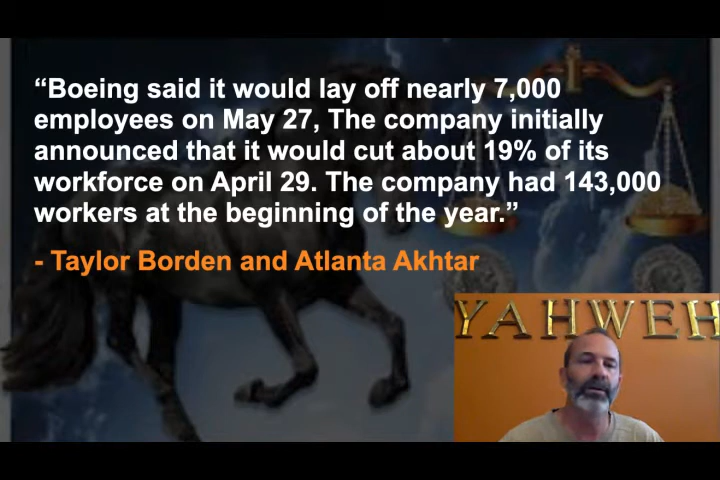 “Boeing said it would lay off nearly 7,000
employees on May 27, The company initially
announced that it would cut about 19% of its
workforce on April 29. The company had 143,000
workers at the beginning of the year.”
- Taylor Borden and Atlanta Akhtar
YAHWEH